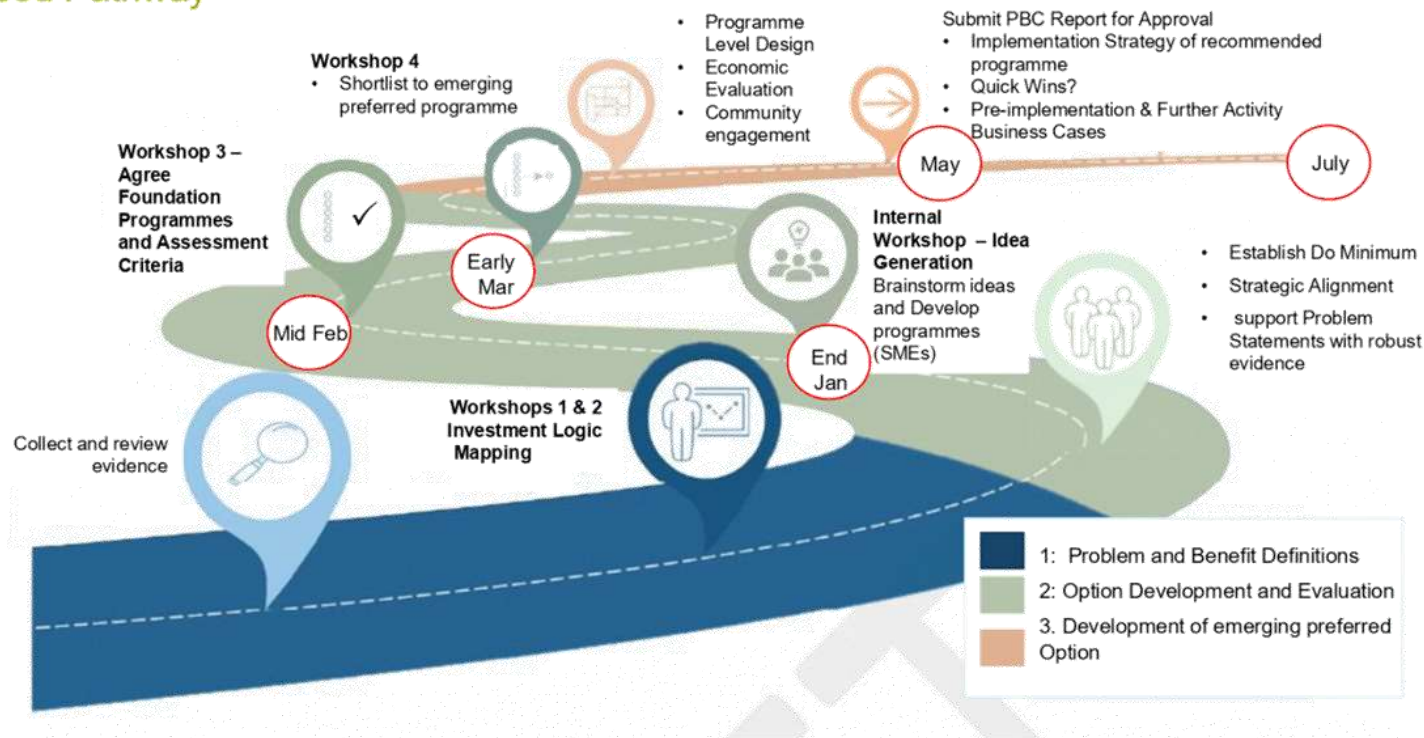 Pathway
Submit PBC Report for Approval
• Implementation Strategy of recommended
programme
• Quick Wins?
• Pre-implementation & Further Activity
Business Cases
• Programme
Level Design
• Economic
Evaluation
• Community
engagement
Workshop 4
• Shortlist to emerging
preferred programme
May
July
Workshop 3 –
Agree
Foundation
Programmes
and Assessment
Criteria
Early
Mar
Internal
Workshop – Idea
Generation
Brainstorm ideas
and Develop
programmes
(SMEs)
• Establish Do Minimum
• Strategic Alignment
• support Problem
Statements with robust
evidence
Mid Feb
End
Jan
Workshops 1 & 2
Investment Logic
Mapping
Collect and review
evidence
1: Problem and Benefit Definitions
2: Option Development and Evaluation
3. Development of emerging preferred
Option